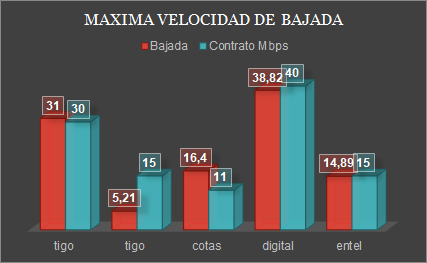 MAXIMA VELOCIDAD DE BAJADA
Bajada Contrato Mbps
31 30 5,21 15 16,4 11 38,82 40 14,89 15
tigo tigo cotas digital entel